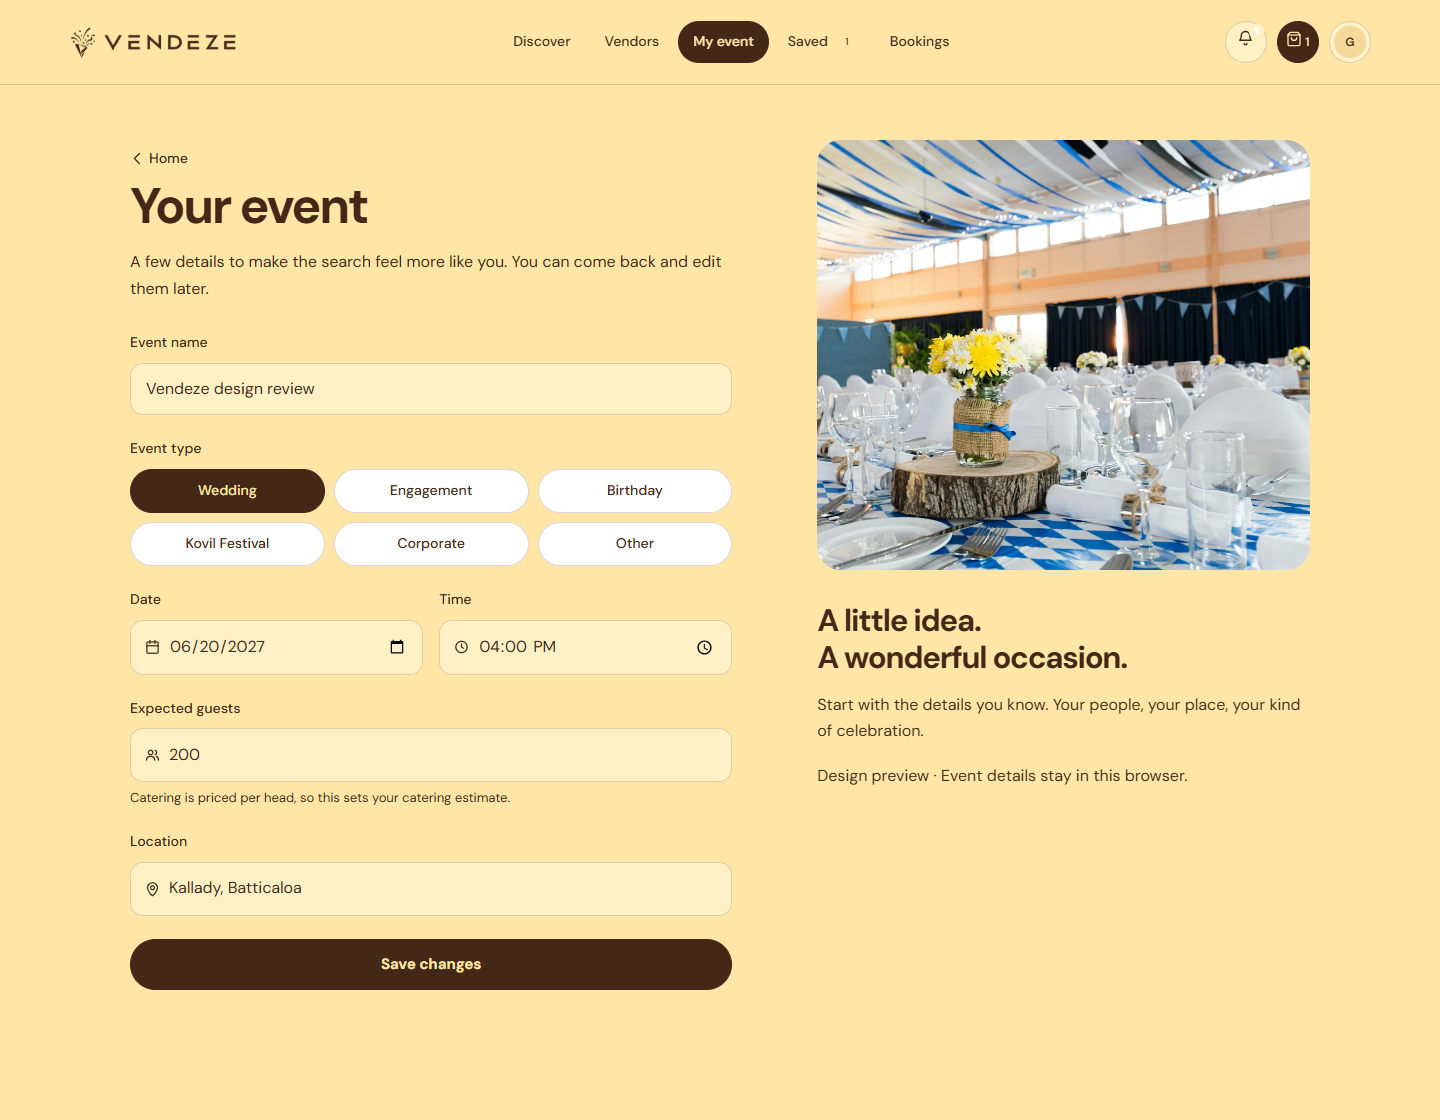 VENDEZE
Discover
Vendors
My event
Saved 1
Bookings
1
G
Home
Your event
A few details to make the search feel more like you. You can come back and edit
them later.
Event name
Vendeze design review
Event type
Wedding
Engagement
Birthday
Kovil Festival
Corporate
Other
Date
Time
06/20/2027
04:00 PM
Expected guests
200
Catering is priced per head, so this sets your catering estimate.
Location
Kallady, Batticaloa
Save changes
A little idea.
A wonderful occasion.
Start with the details you know. Your people, your place, your kind
of celebration.
Design preview · Event details stay in this browser.